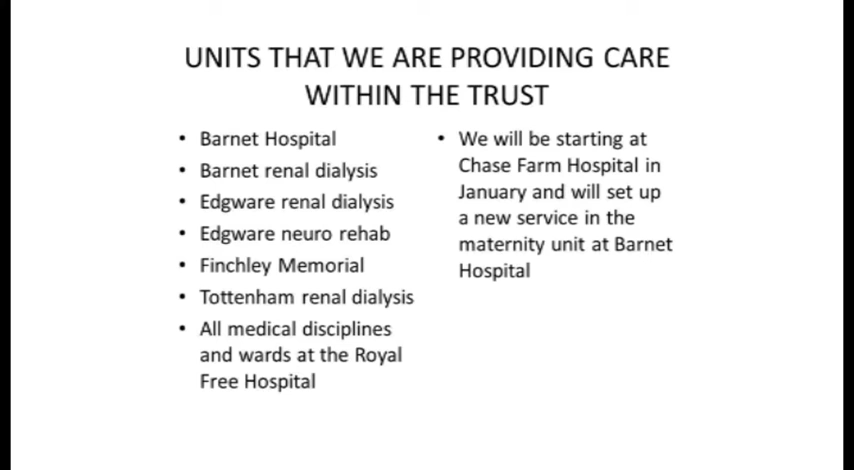 UNITS THAT WE ARE PROVIDING CARE
WITHIN THE TRUST
• Barnet Hospital
• Barnet renal dialysis
• Edgware renal dialysis
• Edgware neuro rehab
• Finchley Memorial
• Tottenham renal dialysis
• All medical disciplines
and wards at the Royal
Free Hospital
• We will be starting at
Chase Farm Hospital in
January and will set up
a new service in the
maternity unit at Barnet
Hospital